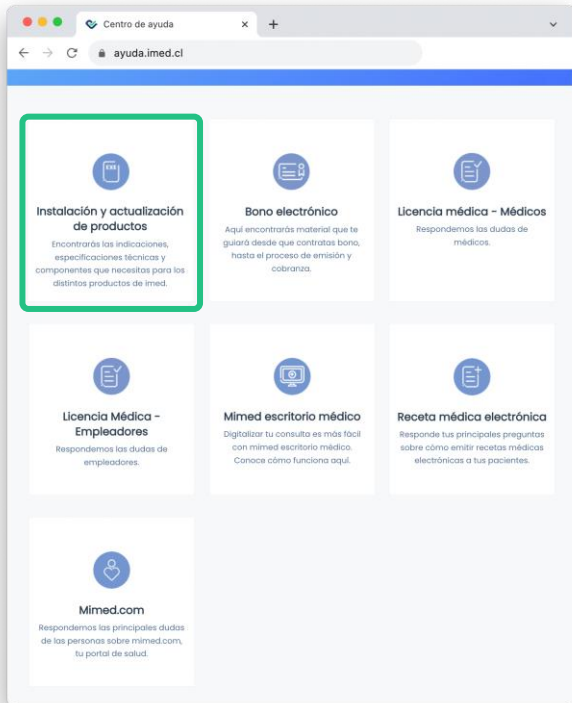 Centro de ayuda
ayuda.imed.cl
EXE
Instalación y actualización
de productos
Encontrarás las indicaciones,
especificaciones técnicas y
componentes que necesitas para los
distintos productos de imed.
Bono electrónico
Aquí encontrarás material que te
guiará desde que contratas bono,
hasta el proceso de emisión y
cobranza.
Licencia médica - Médicos
Respondemos las dudas de
médicos.
Licencia Médica -
Empleadores
Respondemos las dudas de
empleadores.
Mimed escritorio médico
Digitalizar tu consulta es más fácil
con mimed escritorio médico.
Conoce cómo funciona aquí.
Receta médica electrónica
Responde tus principales preguntas
sobre cómo emitir recetas médicas
electrónicas a tus pacientes.
Mimed.com
Respondemos las principales dudas
de las personas sobre mimed.com,
tu portal de salud.